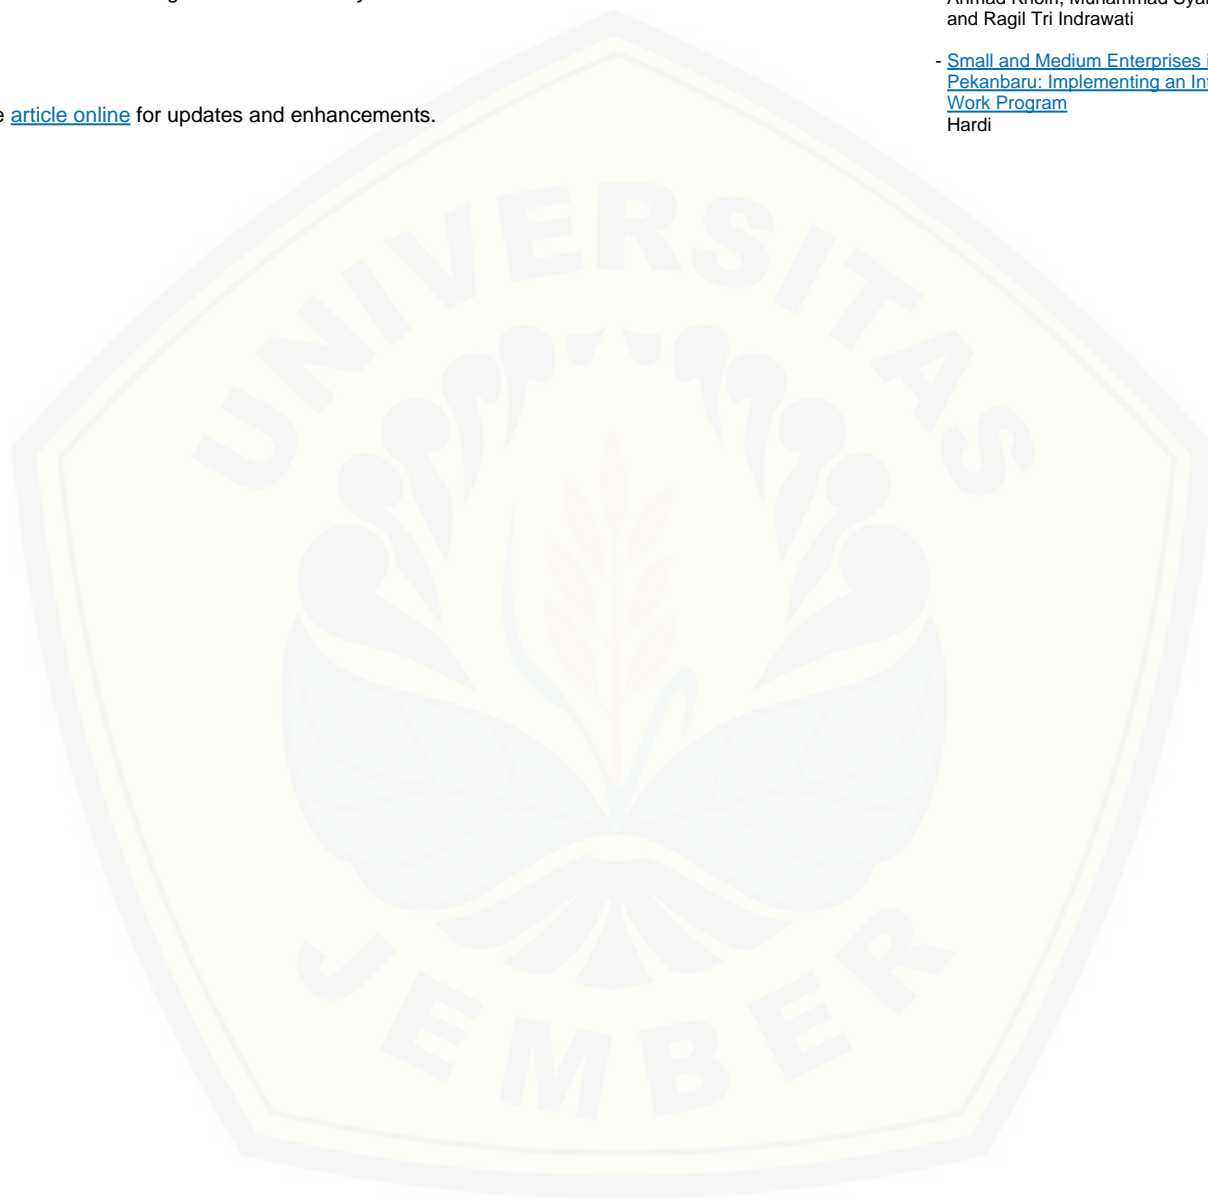 e article online for updates and enhancements.
and Ragil Tri Indrawati
- Small and Medium Enterprises i
Pekanbaru: Implementing an Int
Work Program
Hardi
UNIVERSITAS
JEMBER